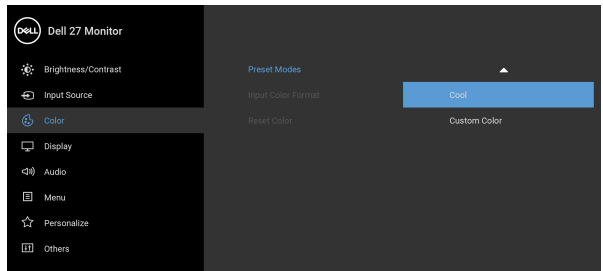 DELL Dell 27 Monitor
Brightness/Contrast
Input Source
Color
Display
Audio
Menu
Personalize
Others
Preset Modes
Input Color Format
Reset Color
Cool
Custom Color